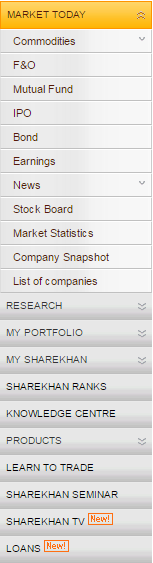 MARKET TODAY
Commodities
F&O
Mutual Fund
IPO
Bond
Earnings
News
Stock Board
Market Statistics
Company Snapshot
List of companies
RESEARCH
MY PORTFOLIO
MY SHAREKHAN
SHAREKHAN RANKS
KNOWLEDGE CENTRE
PRODUCTS
LEARN TO TRADE
SHAREKHAN SEMINAR
SHAREKHAN TV New!
LOANS New!